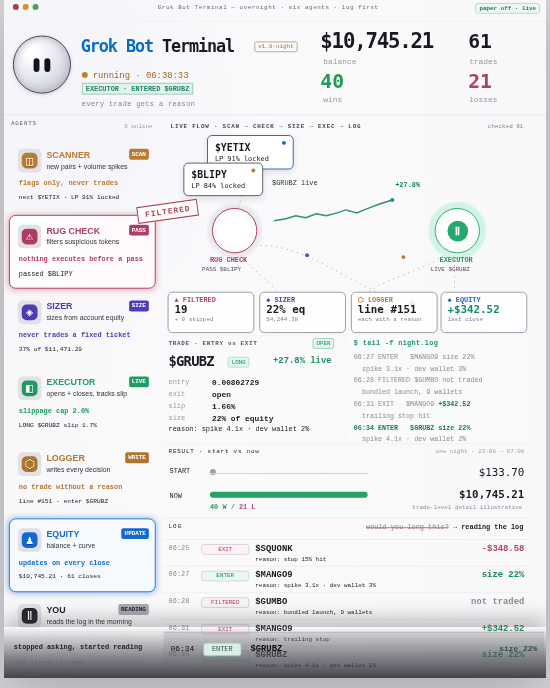 Grok Bot Terminal — overnight · six agents · log first
paper off · live
Grok Bot Terminal
v1.8-night
running · 06:38:33
EXECUTOR · ENTERED $GRUBZ
every trade gets a reason
$10,745.21
balance
61
trades
40
wins
21
losses
AGENTS
6 online
SCANNER
SCAN
new pairs + volume spikes
flags only, never trades
next $YETIX · LP 91% locked
RUG CHECK
PASS
filters suspicious tokens
nothing executes before a pass
passed $BLIPY
SIZER
SIZE
sizes from account equity
never trades a fixed ticket
37% of $11,471.29
EXECUTOR
LIVE
opens + closes, tracks slip
slippage cap 2.0%
LONG $GRUBZ slip 1.7%
LOGGER
WRITE
writes every decision
no trade without a reason
line #151 · enter $GRUBZ
EQUITY
UPDATE
balance + curve
updates on every close
$10,745.21 · 61 closes
YOU
READING
reads the log in the morning
stopped asking, started reading
LIVE FLOW · SCAN → CHECK → SIZE → EXEC → LOG
checked 91
$YETIX
LP 91% locked
$BLIPY
LP 84% locked
FILTERED
$GRUBZ live
+27.8%
RUG CHECK
PASS $BLIPY
EXECUTOR
LIVE $GRUBZ
FILTERED
19
+ 9 skipped
SIZER
22% eq
$4,244.38
LOGGER
line #151
each with a reason
EQUITY
+$342.52
last close
TRADE · ENTRY vs EXIT
OPEN
$GRUBZ
LONG
+27.8% live
entry 0.00802729
exit open
slip 1.66%
size 22% of equity
reason: spike 4.1x · dev wallet 2%
$ tail -f night.log
06:27 ENTER $MANGO9 size 22%
spike 3.1x · dev wallet 3%
06:28 FILTERED $GUMBO not traded
bundled launch, 9 wallets
06:31 EXIT $MANGO9 +$342.52
trailing stop hit
06:34 ENTER $GRUBZ size 22%
spike 4.1x · dev wallet 2%
RESULT · start vs now
one night · 23:08 – 07:08
START
$133.70
NOW
$10,745.21
40 W / 21 L
trade-level detail illustrative
LOG
would you long this? → reading the log
06:25 EXIT $SQUONK -$348.58
reason: stop 15% hit
06:27 ENTER $MANGO9 size 22%
reason: spike 3.1x · dev wallet 3%
06:28 FILTERED $GUMBO not traded
reason: bundled launch, 9 wallets
06:31 EXIT $MANGO9 +$342.52
reason: trailing stop
06:34 ENTER $GRUBZ size 22%
reason: spike 4.1x · dev wallet 2%